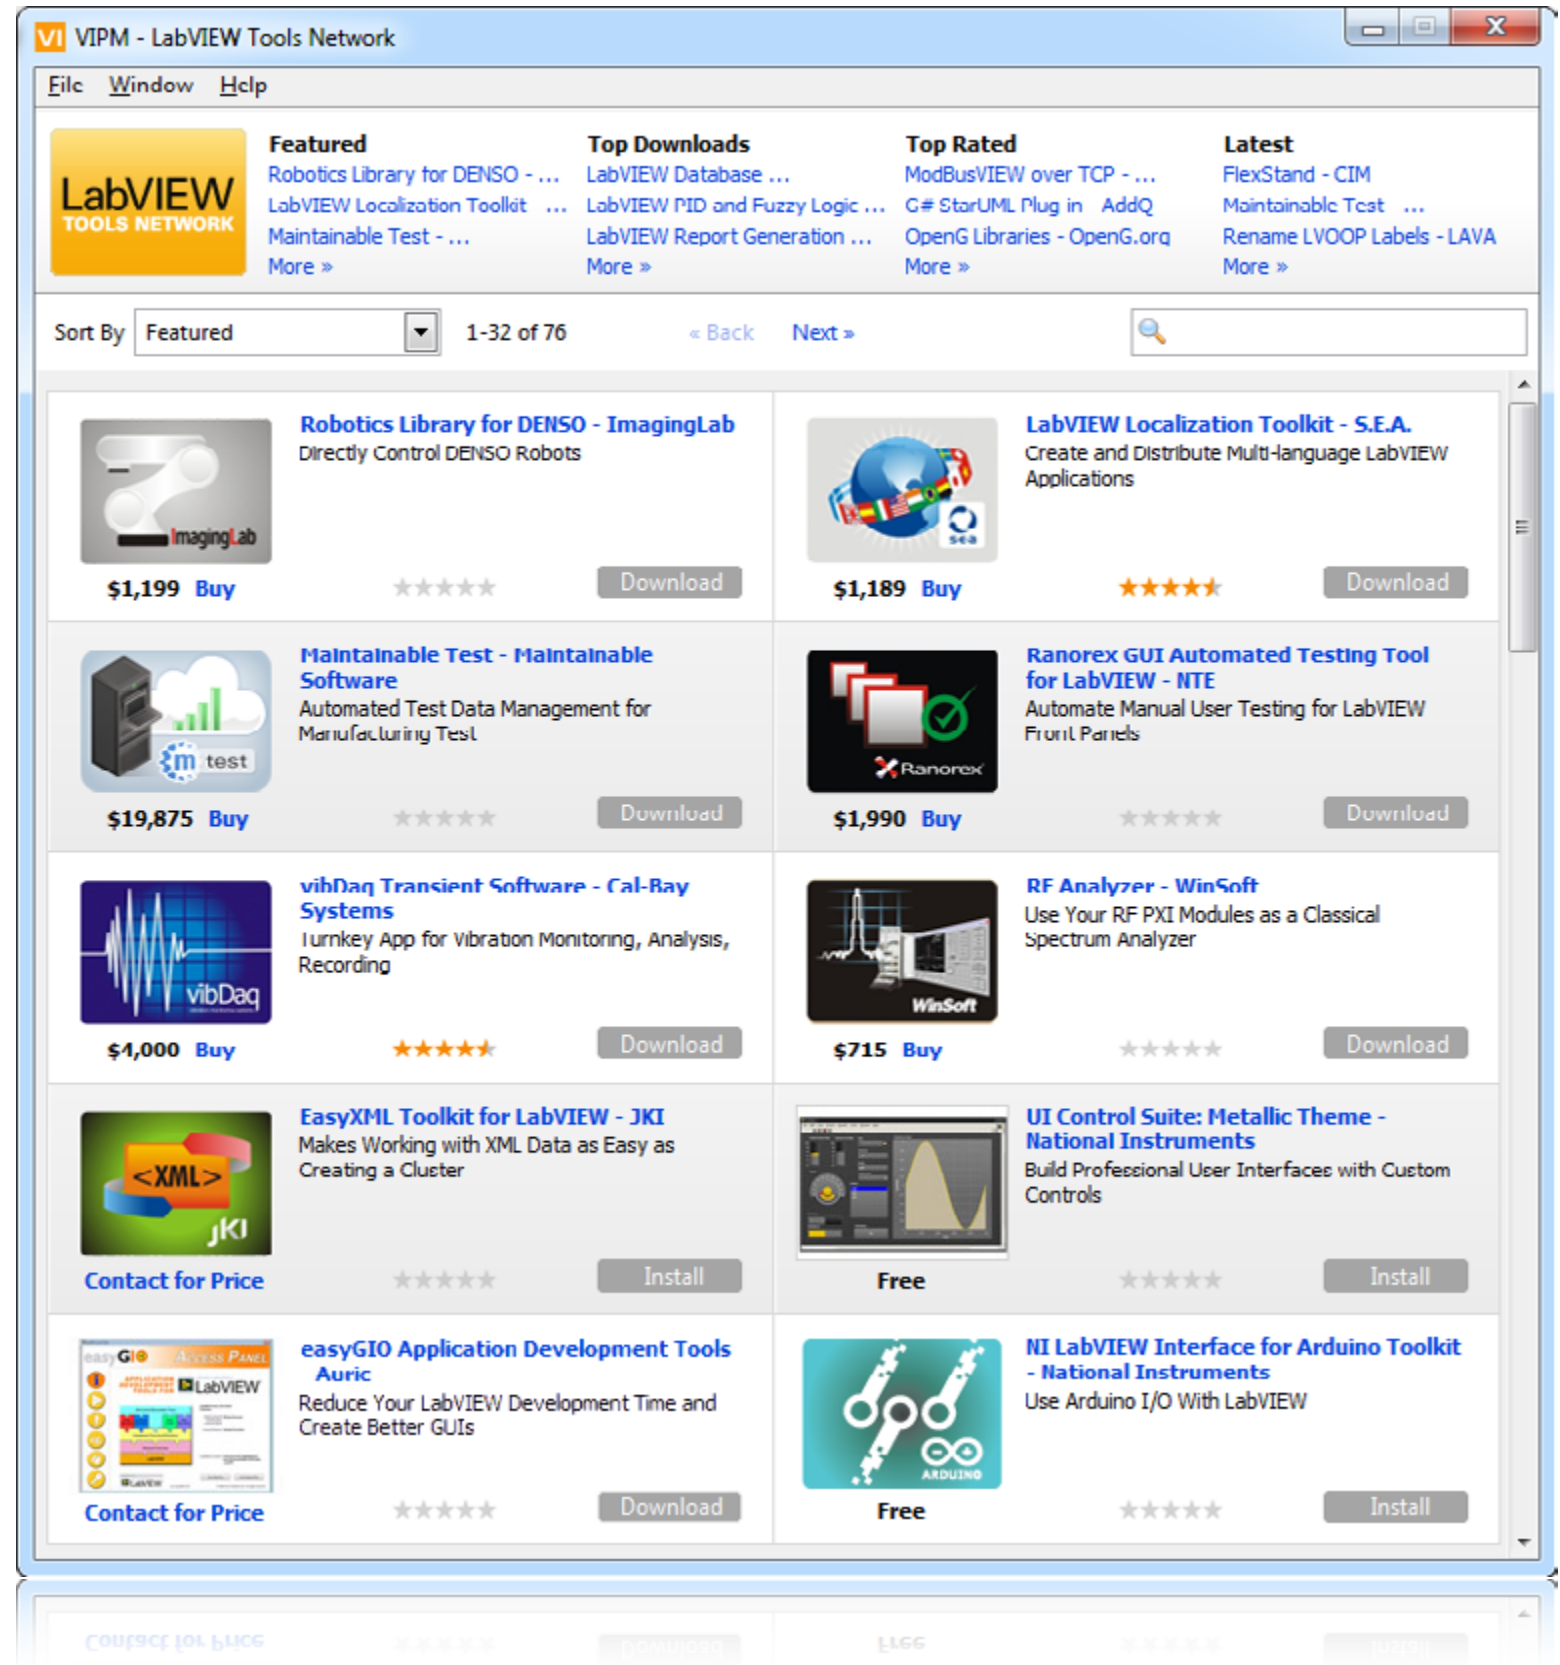 VI VIPM - LabVIEW Tools Network
File Window Help
LabVIEW
TOOLS NETWORK
Featured
Robotics Library for DENSO - ...
LabVIEW Localization Toolkit ...
Maintainable Test - ...
More »
Top Downloads
LabVIEW Database ...
LabVIEW PID and Fuzzy Logic ...
LabVIEW Report Generation ...
More »
Top Rated
ModBusVIEW over TCP - ...
G# StarUML Plug in AddQ
OpenG Libraries - OpenG.org
More »
Latest
FlexStand - CIM
Maintainable Test ...
Rename LVOOP Labels - LAVA
More »
Sort By Featured 1-32 of 76 « Back Next »
Robotics Library for DENSO - ImagingLab
Directly Control DENSO Robots
ImagingLab
$1,199 Buy Download
LabVIEW Localization Toolkit - S.E.A.
Create and Distribute Multi-language LabVIEW
Applications
sea
$1,189 Buy Download
Maintainable Test - Maintainable
Software
Automated Test Data Management for
Manufacturing Test
m test
$19,875 Buy Download
Ranorex GUI Automated Testing Tool
for LabVIEW - NTE
Automate Manual User Testing for LabVIEW
Front Panels
Ranorex
$1,990 Buy Download
vibDaq Transient Software - Cal-Bay
Systems
Turnkey App for Vibration Monitoring, Analysis,
Recording
vibDaq
$4,000 Buy Download
RF Analyzer - WinSoft
Use Your RF PXI Modules as a Classical
Spectrum Analyzer
WinSoft
$715 Buy Download
EasyXML Toolkit for LabVIEW - JKI
Makes Working with XML Data as Easy as
Creating a Cluster
<XML>
JKI
Contact for Price Install
UI Control Suite: Metallic Theme -
National Instruments
Build Professional User Interfaces with Custom
Controls
Free Install
easyGIO Application Development Tools
Auric
Reduce Your LabVIEW Development Time and
Create Better GUIs
easyGIO ACCESS PANEL
APPLICATION
DEVELOPMENT
TOOLS FOR LabVIEW
LabVIEW
Contact for Price Download
NI LabVIEW Interface for Arduino Toolkit
- National Instruments
Use Arduino I/O With LabVIEW
ARDUINO
Free Install
Contact for Price Download Free Install